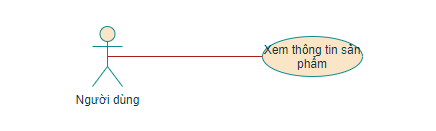 Xem thông tin sản
phẩm
Người dùng